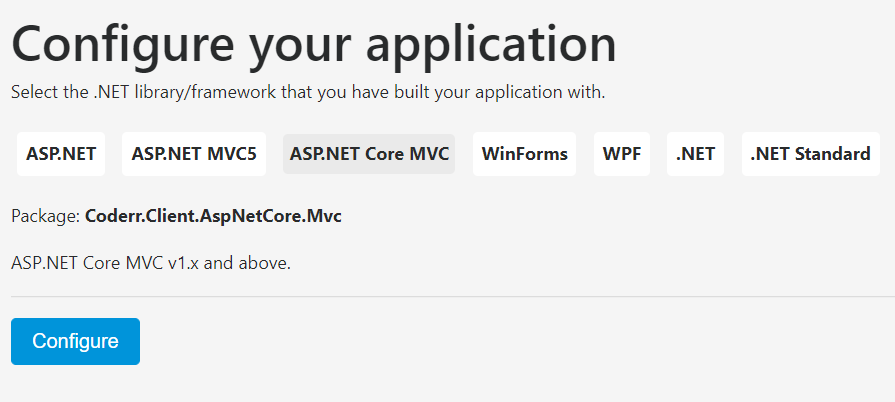 Configure your application
Select the .NET library/framework that you have built your application with.
ASP.NET ASP.NET MVC5 ASP.NET Core MVC WinForms WPF .NET .NET Standard
Package: Coderr.Client.AspNetCore.Mvc
ASP.NET Core MVC v1.x and above.
Configure